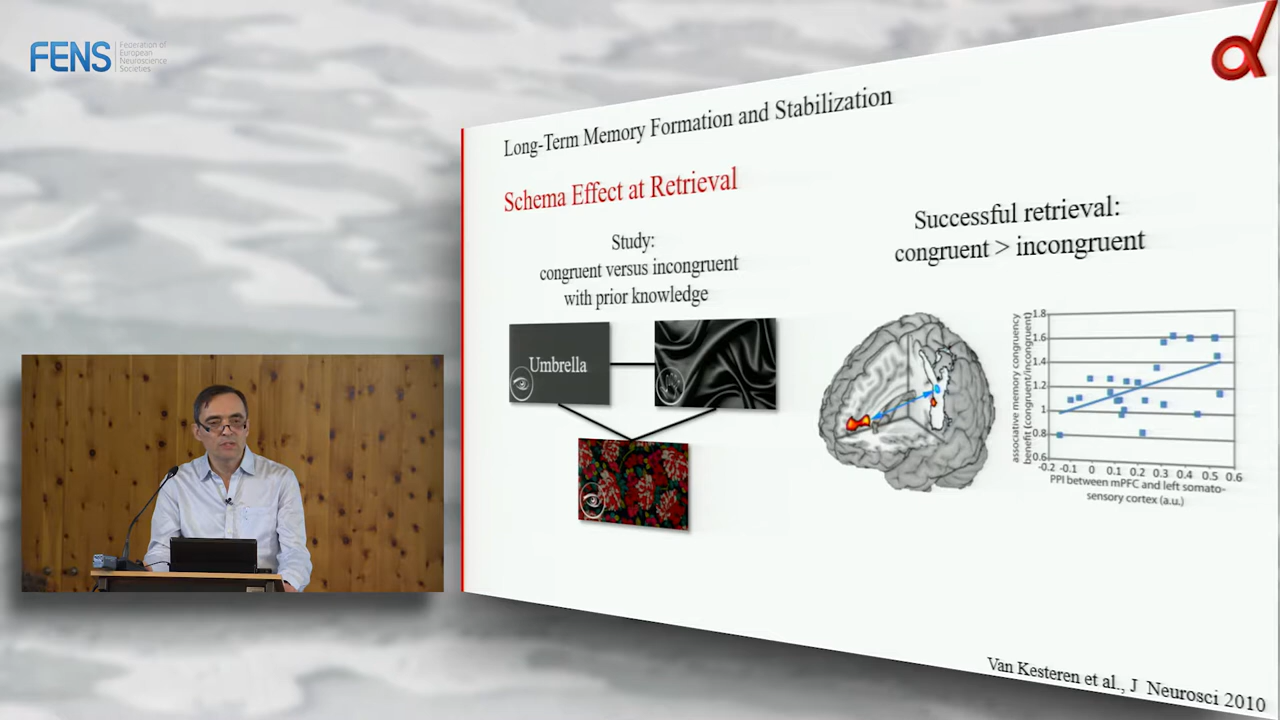 FENS
Federation of
European
Neuroscience
Societies
Long-Term Memory Formation and Stabilization
Schema Effect at Retrieval
Study:
congruent versus incongruent
with prior knowledge
Umbrella
Successful retrieval:
congruent > incongruent
associative memory congruency
benefit (congruent/incongruent)
1.8
1.6
1.4
1.2
1
0.8
0.6
-0.2 -0.1 0 0.1 0.2 0.3 0.4 0.5 0.6
PPI between mPFC and left somato-
sensory cortex (a.u.)
Van Kesteren et al., J Neurosci 2010